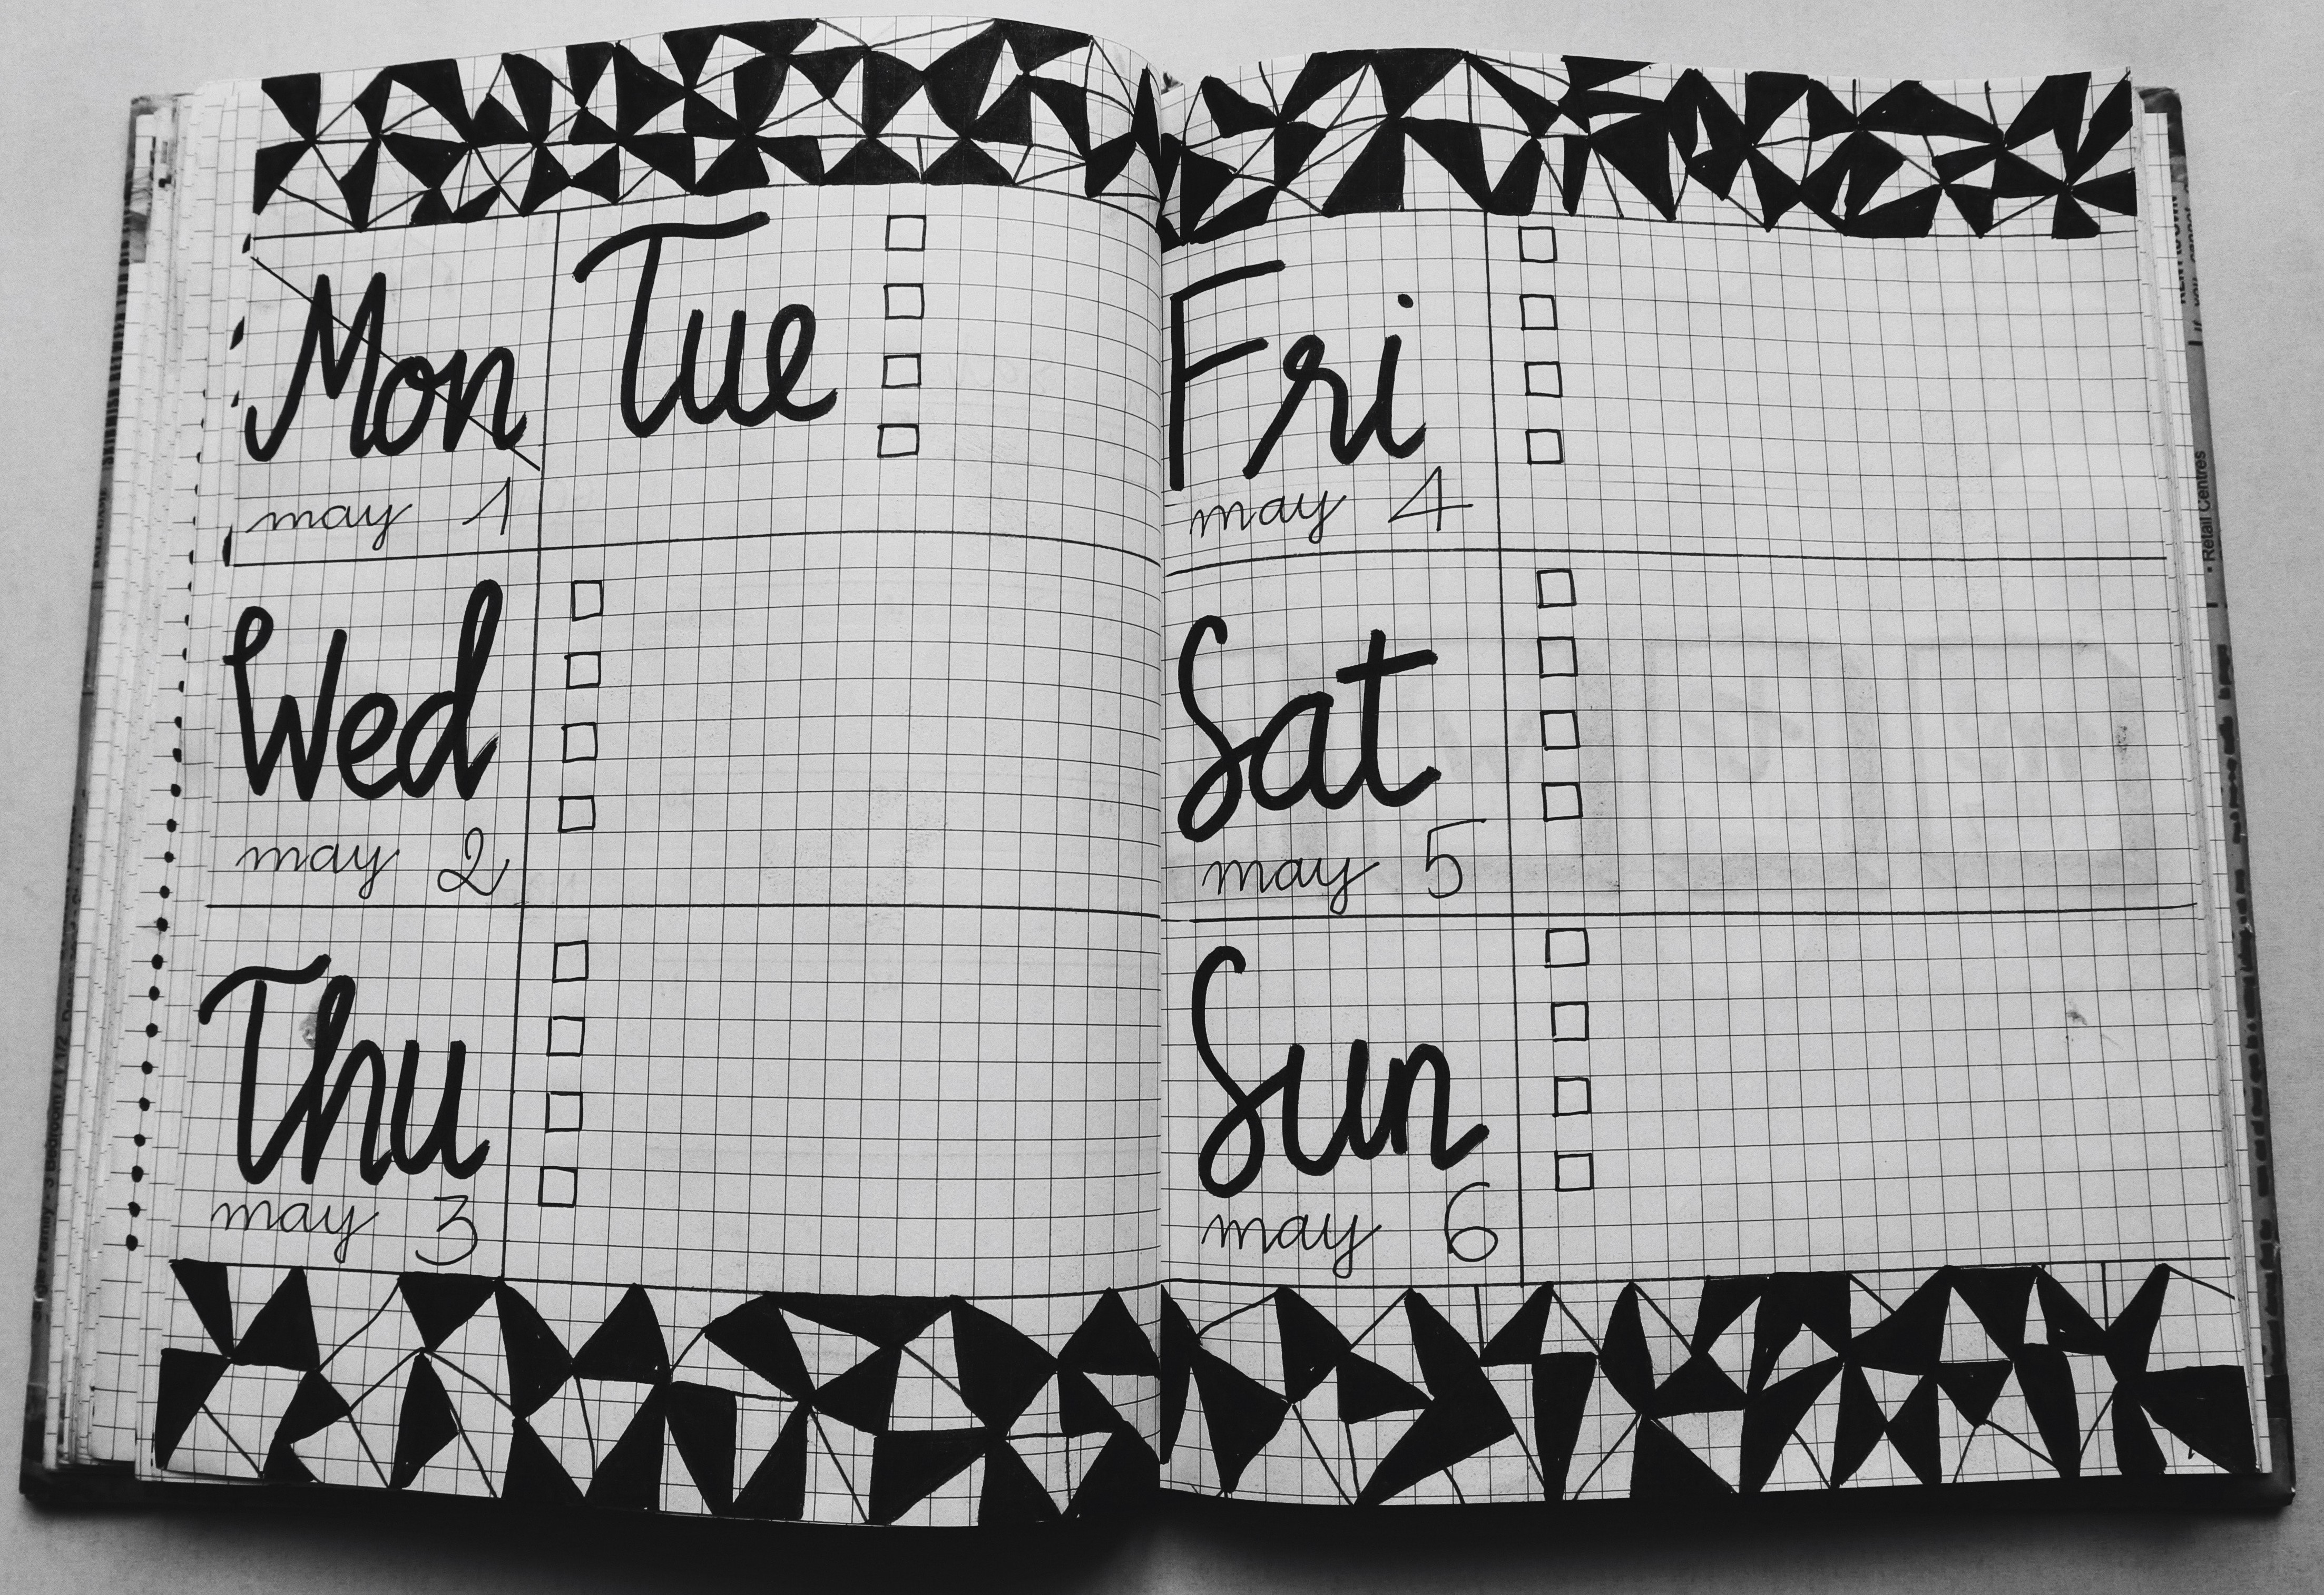 Mon Tue
may 1
Wed
may 2
Thu
may 3
Fri
may 4
Sat
may 5
Sun
may 6
• Retail Centres